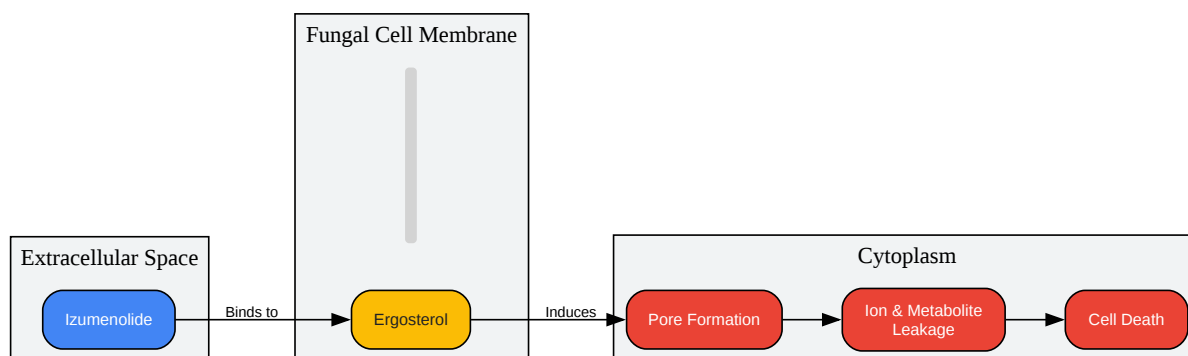 Fungal Cell Membrane
Extracellular Space
Cytoplasm
Izumenolide
Binds to
Ergosterol
Induces
Pore Formation
Ion & Metabolite
Leakage
Cell Death